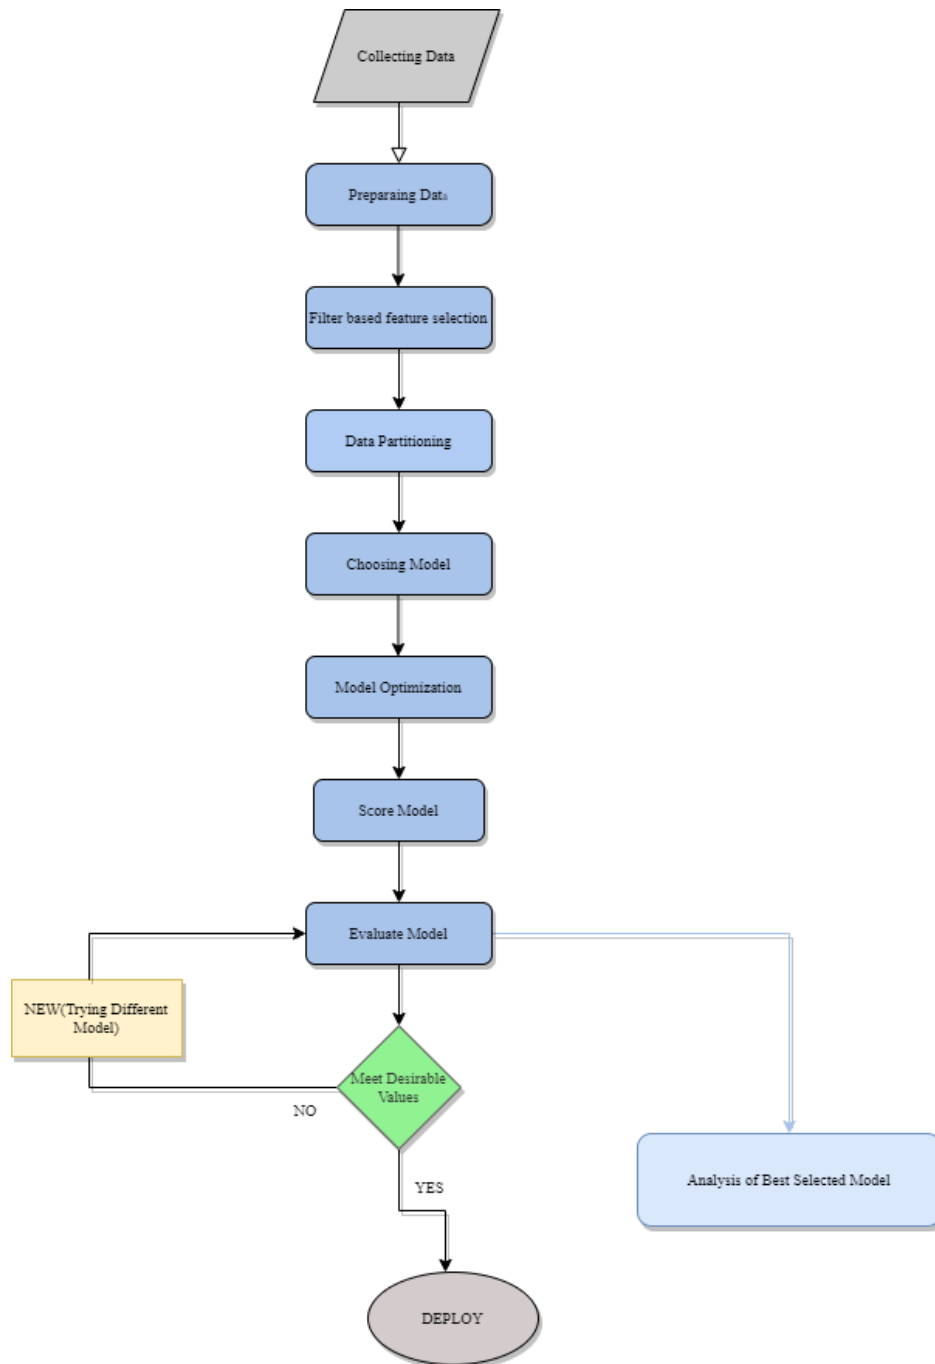 Collecting Data
Preparaing Data
Filter based feature selection
Data Partitioning
Choosing Model
Model Optimization
Score Model
Evaluate Model
NEW(Trying Different
Model)
Meet Desirable
Values
NO
YES
Analysis of Best Selected Model
DEPLOY